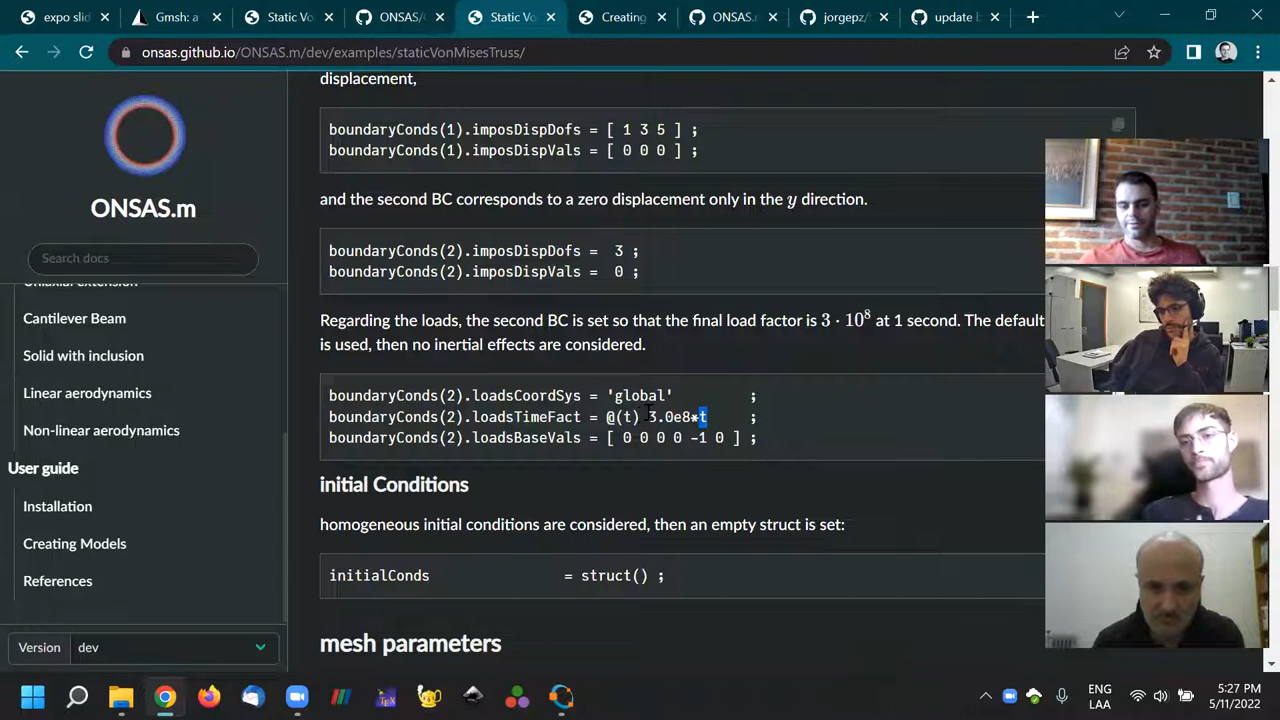 expo slid
Gmsh: a
Static Von
ONSAS/O
Static Von
Creating
ONSAS.m
jorgepz/
update b
onsas.github.io/ONSAS.m/dev/examples/staticVonMisesTruss/
displacement,
boundaryConds(1).imposDispDofs = [ 1 3 5 ] ;
boundaryConds(1).imposDispVals = [ 0 0 0 ] ;
and the second BC corresponds to a zero displacement only in the y direction.
boundaryConds(2).imposDispDofs = 3 ;
boundaryConds(2).imposDispVals = 0 ;
Regarding the loads, the second BC is set so that the final load factor is 3 · 10⁸ at 1 second. The default
is used, then no inertial effects are considered.
boundaryConds(2).loadsCoordSys = 'global' ;
boundaryConds(2).loadsTimeFact = @(t) 3.0e8*t ;
boundaryConds(2).loadsBaseVals = [ 0 0 0 0 -1 0 ] ;
initial Conditions
homogeneous initial conditions are considered, then an empty struct is set:
initialConds = struct() ;
mesh parameters
ONSAS.m
Search docs
Uniaxial extension
Cantilever Beam
Solid with inclusion
Linear aerodynamics
Non-linear aerodynamics
User guide
Installation
Creating Models
References
Version
dev
ENG
LAA
5:27 PM
5/11/2022